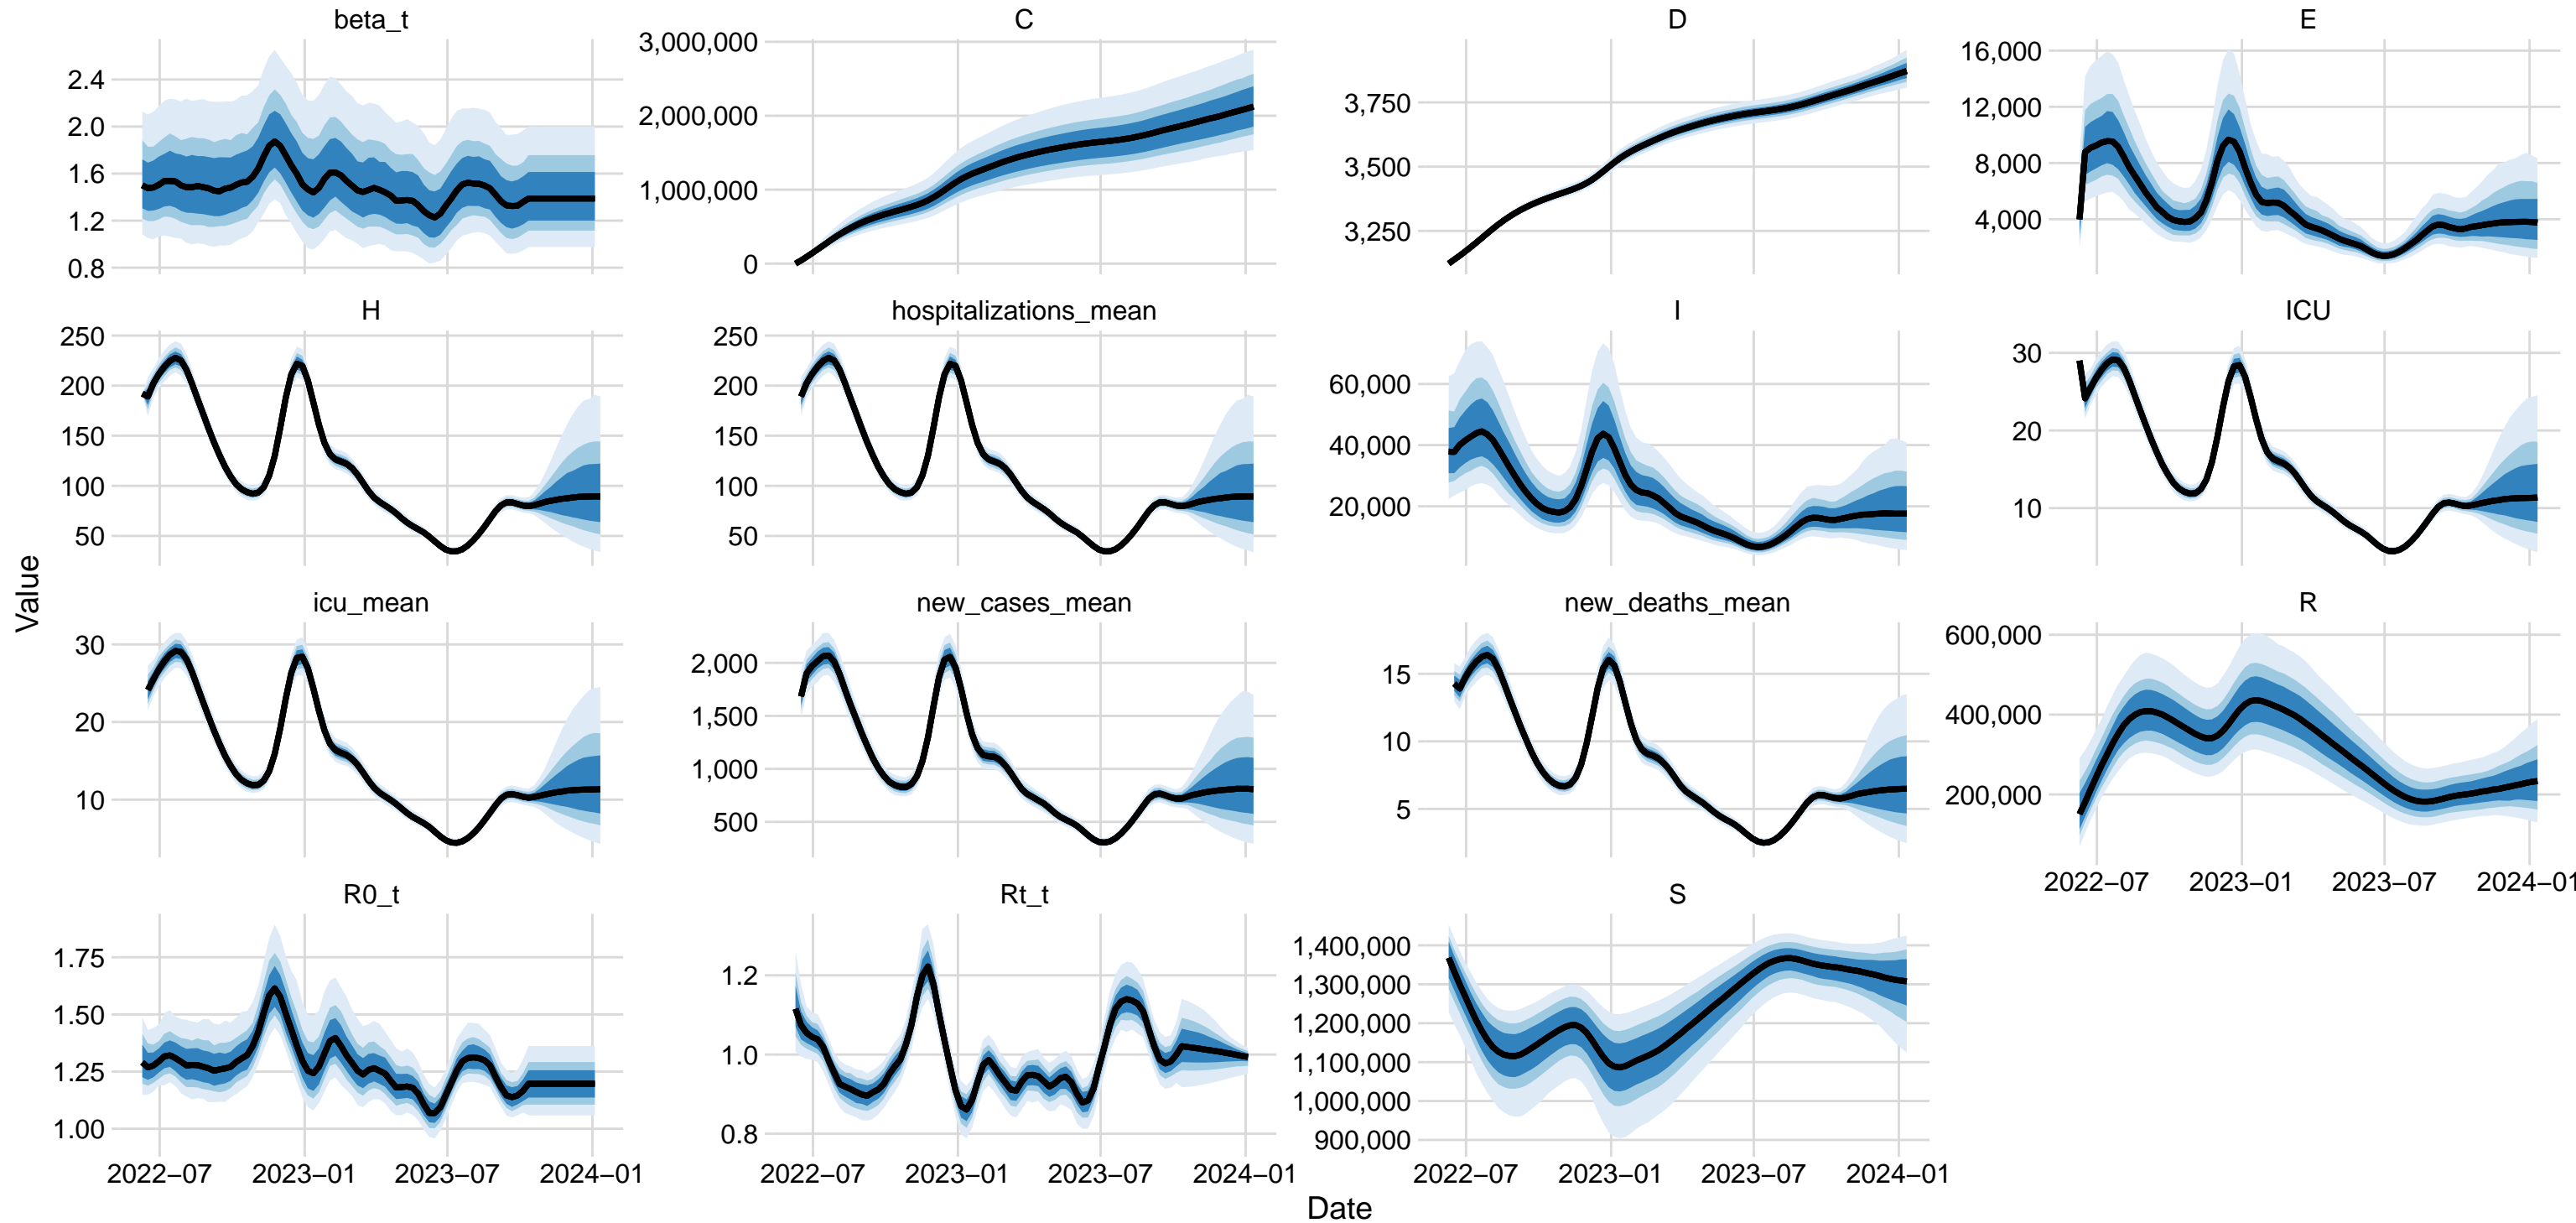 beta_t
2.4
2.0
1.6
1.2
0.8
C
3,000,000
2,000,000
1,000,000
0
D
3,750
3,500
3,250
E
16,000
12,000
8,000
4,000
H
250
200
150
100
50
hospitalizations_mean
250
200
150
100
50
I
60,000
40,000
20,000
ICU
30
20
10
icu_mean
30
20
10
new_cases_mean
2,000
1,500
1,000
500
new_deaths_mean
15
10
5
R
600,000
400,000
200,000
2022−07 2023−01 2023−07 2024−01
R0_t
1.75
1.50
1.25
1.00
2022−07 2023−01 2023−07 2024−01
Rt_t
1.2
1.0
0.8
2022−07 2023−01 2023−07 2024−01
S
1,400,000
1,300,000
1,200,000
1,100,000
1,000,000
900,000
2022−07 2023−01 2023−07 2024−01
Value
Date